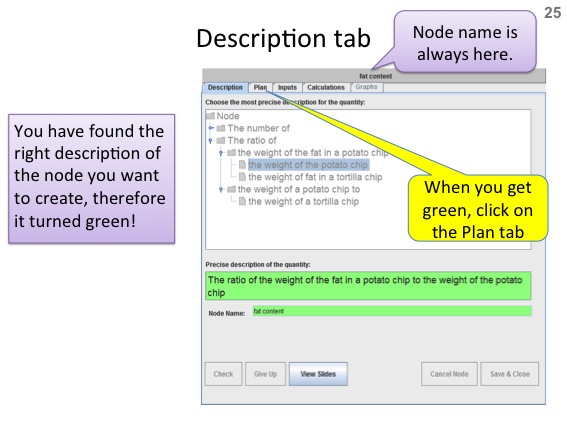 25
Description tab
Node name is
always here.
fat content
Description Plan Inputs Calculations Graphs
Choose the most precise description for the quantity:
Node
The number of
The ratio of
the weight of the fat in a potato chip
the weight of the potato chip
the weight of fat in a tortilla chip
the weight of a potato chip to
the weight of a tortilla chip
You have found the
right description of
the node you want
to create, therefore
it turned green!
When you get
green, click on
the Plan tab
Precise description of the quantity:
The ratio of the weight of the fat in a potato chip to the weight of the potato
chip
Node Name: fat content
Check Give Up View Slides Cancel Node Save & Close